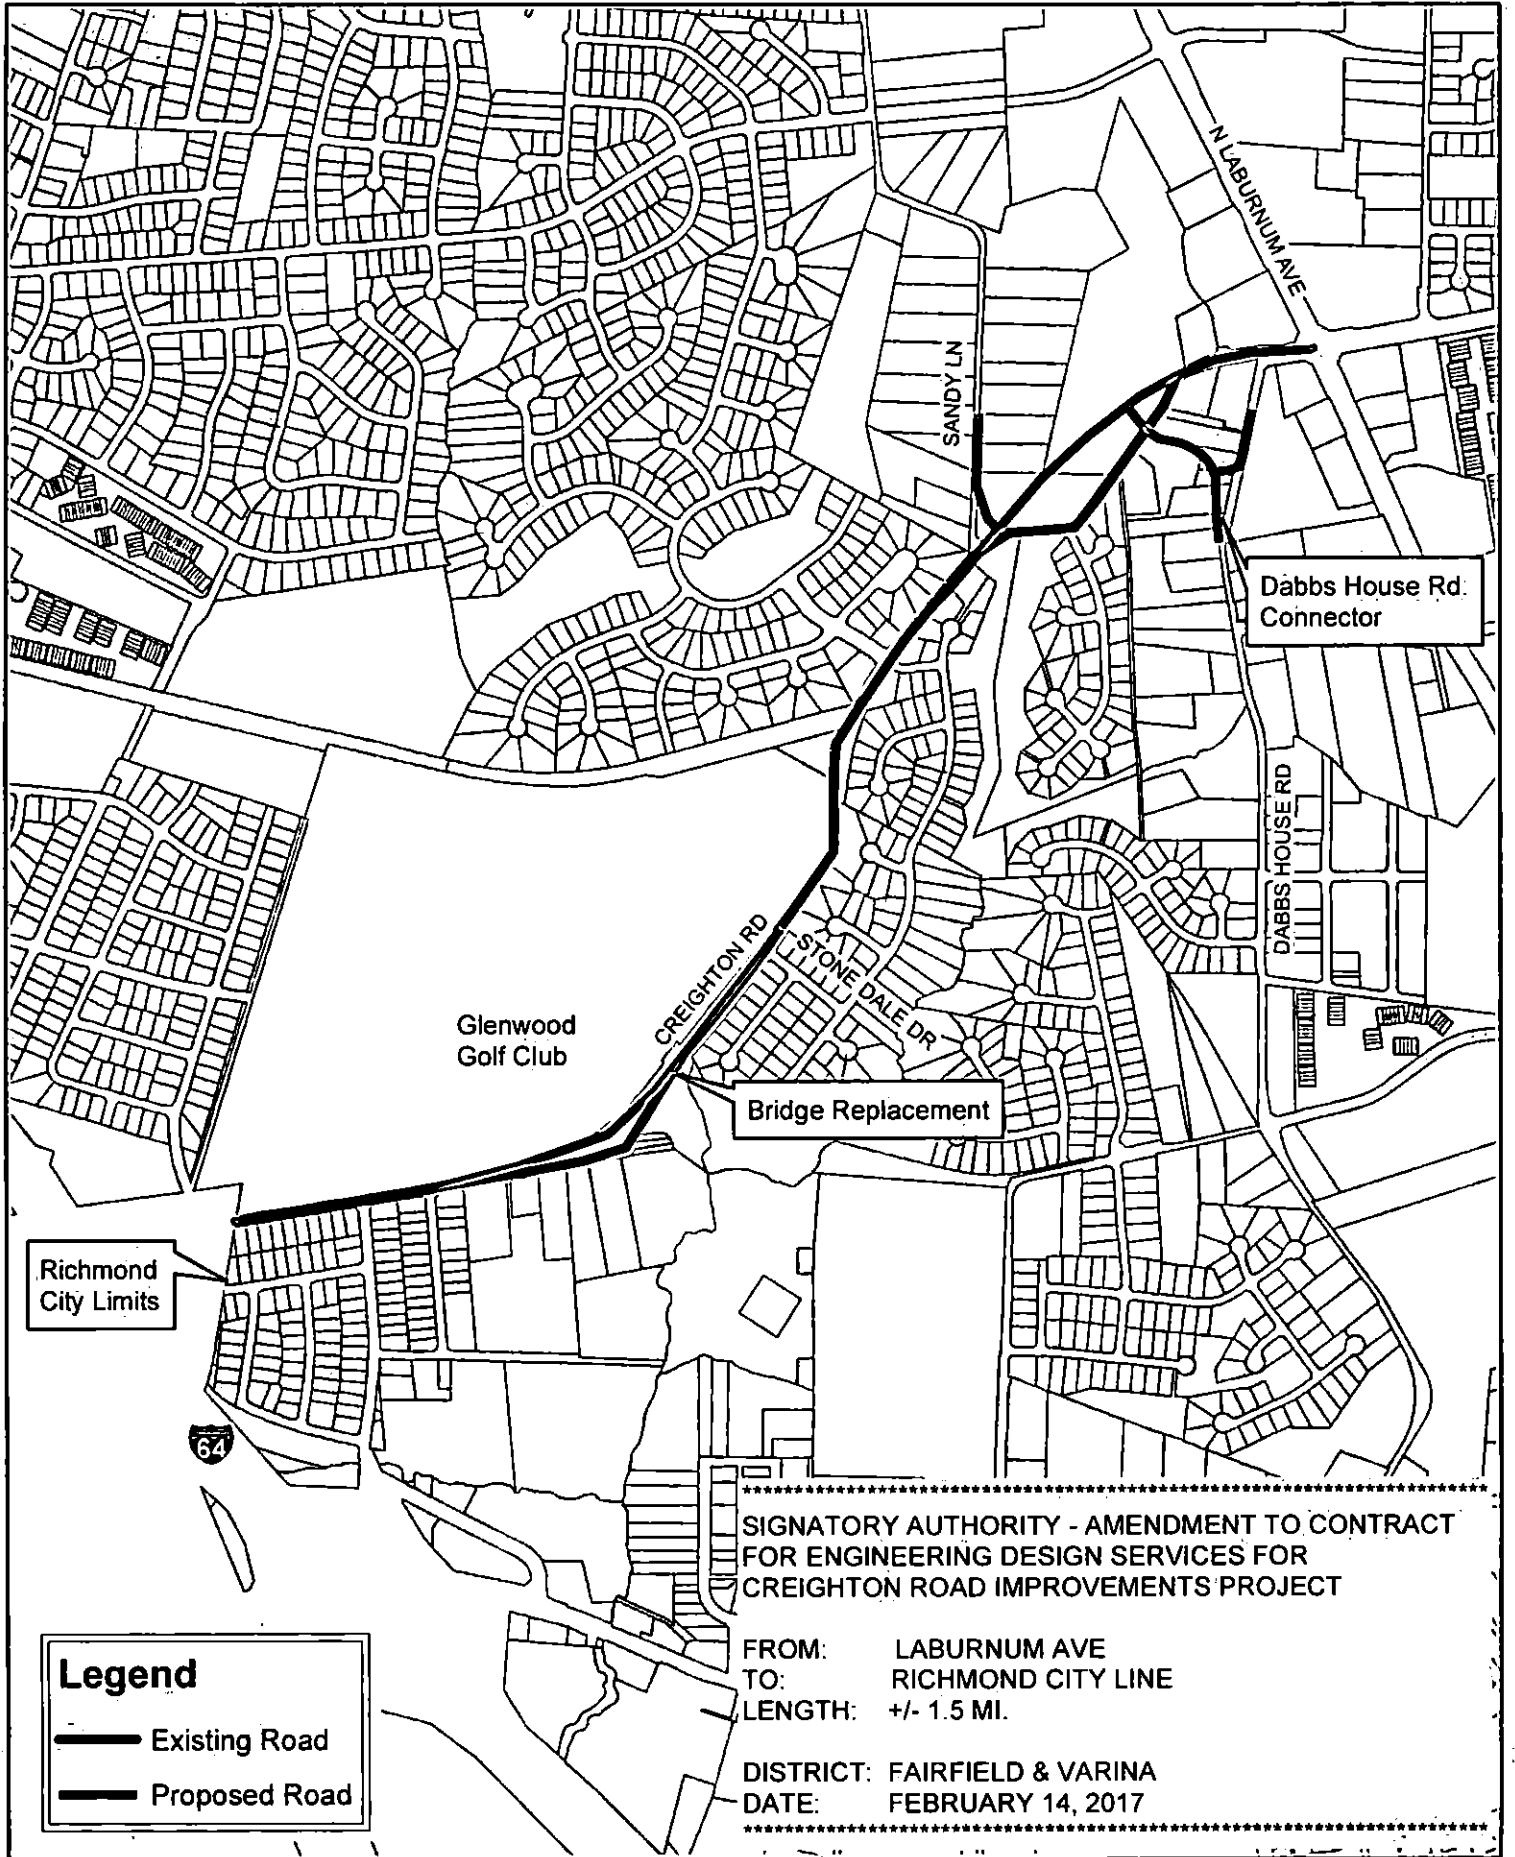 N LABURNUM AVE
SANDY LN
Dabbs House Rd.
Connector
DABBS HOUSE RD
CREIGHTON RD
STONE DALE DR
Glenwood
Golf Club
Bridge Replacement
Richmond
City Limits
64
SIGNATORY AUTHORITY - AMENDMENT TO CONTRACT
FOR ENGINEERING DESIGN SERVICES FOR
CREIGHTON ROAD IMPROVEMENTS PROJECT
FROM: LABURNUM AVE
TO: RICHMOND CITY LINE
LENGTH: +/- 1.5 MI.
DISTRICT: FAIRFIELD & VARINA
DATE: FEBRUARY 14, 2017
Legend
Existing Road
Proposed Road